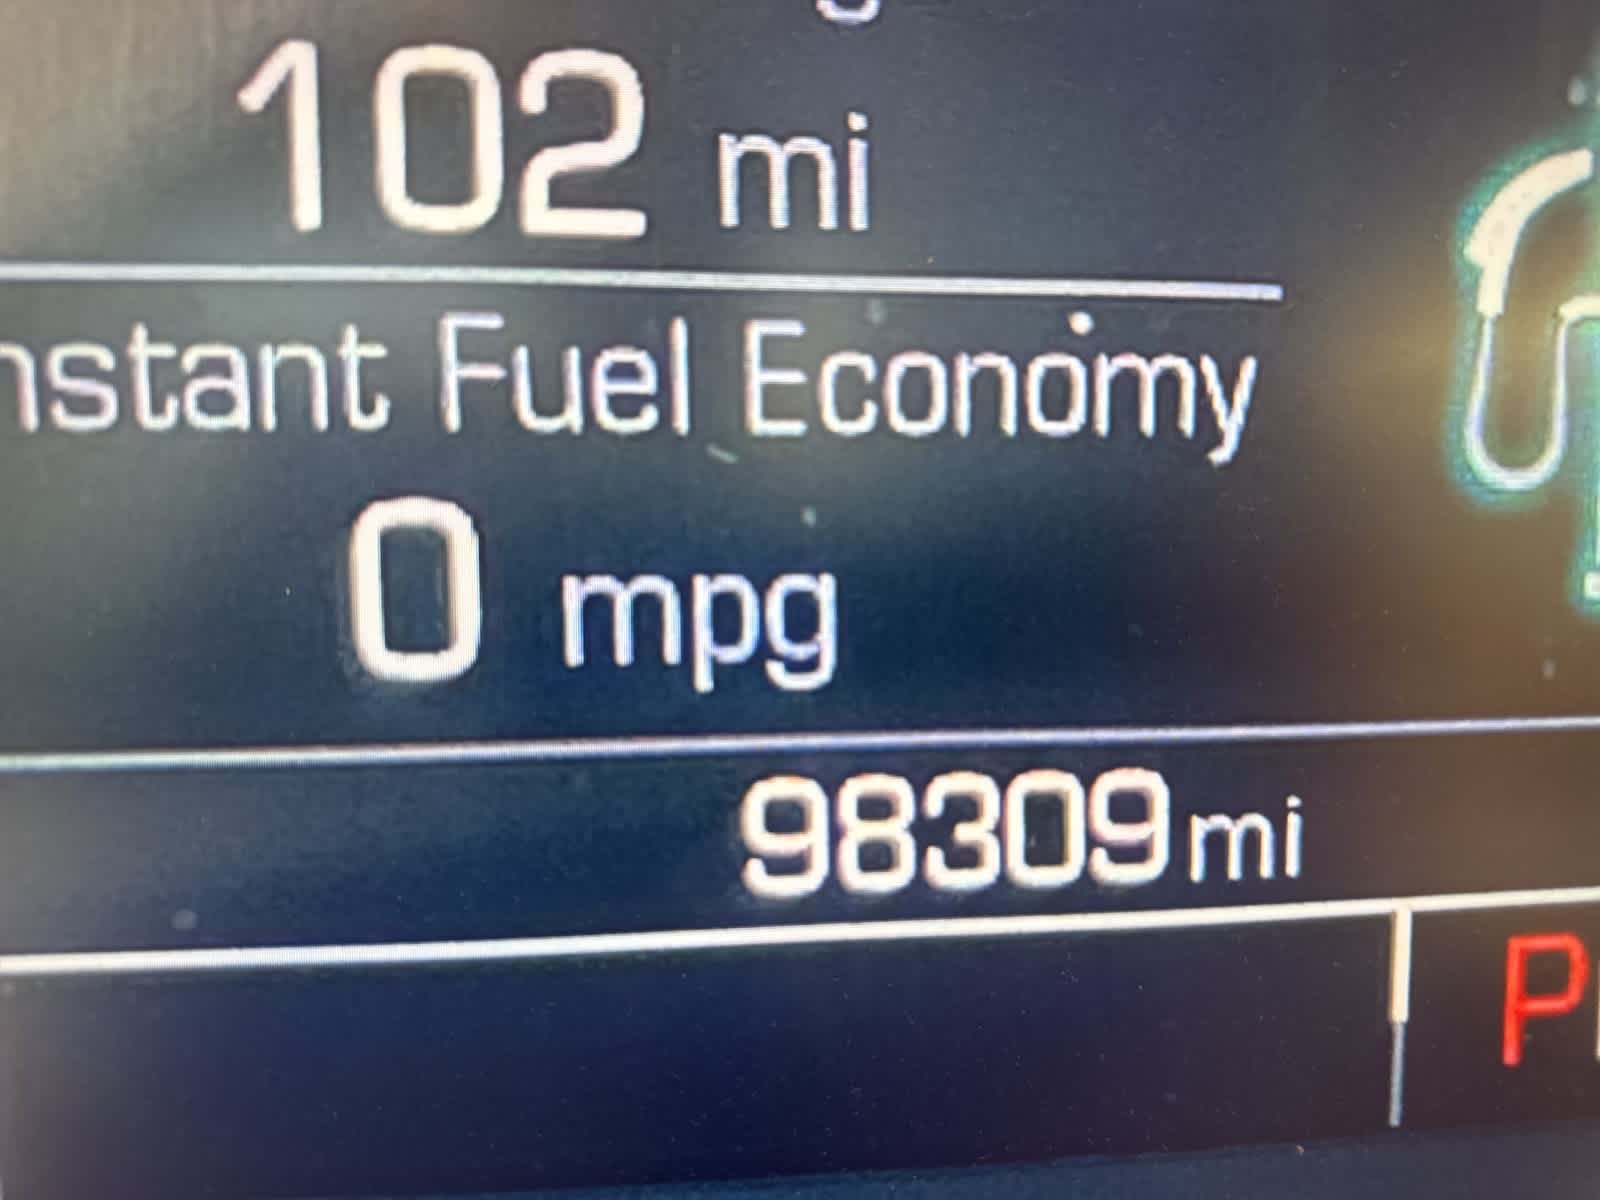 102 mi
nstant Fuel Economy
0 mpg
98309 mi
P